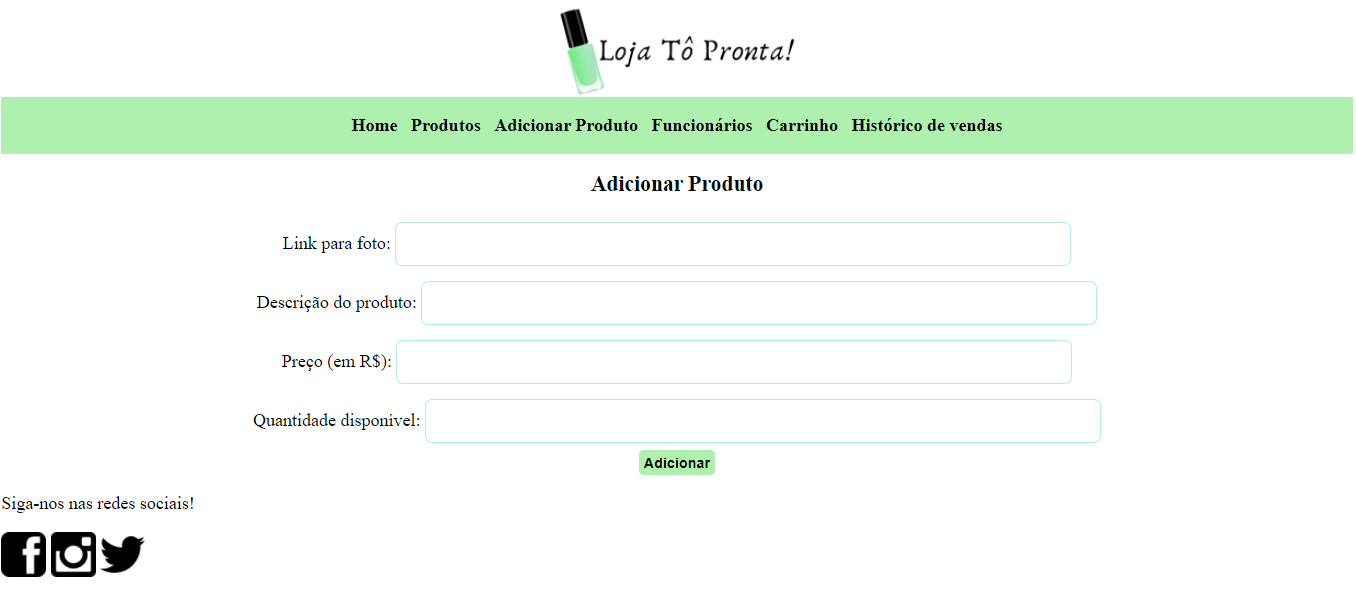 Loja Tô Pronta!
Home Produtos Adicionar Produto Funcionários Carrinho Histórico de vendas
Adicionar Produto
Link para foto:
Descrição do produto:
Preço (em R$):
Quantidade disponível:
Adicionar
Siga-nos nas redes sociais!